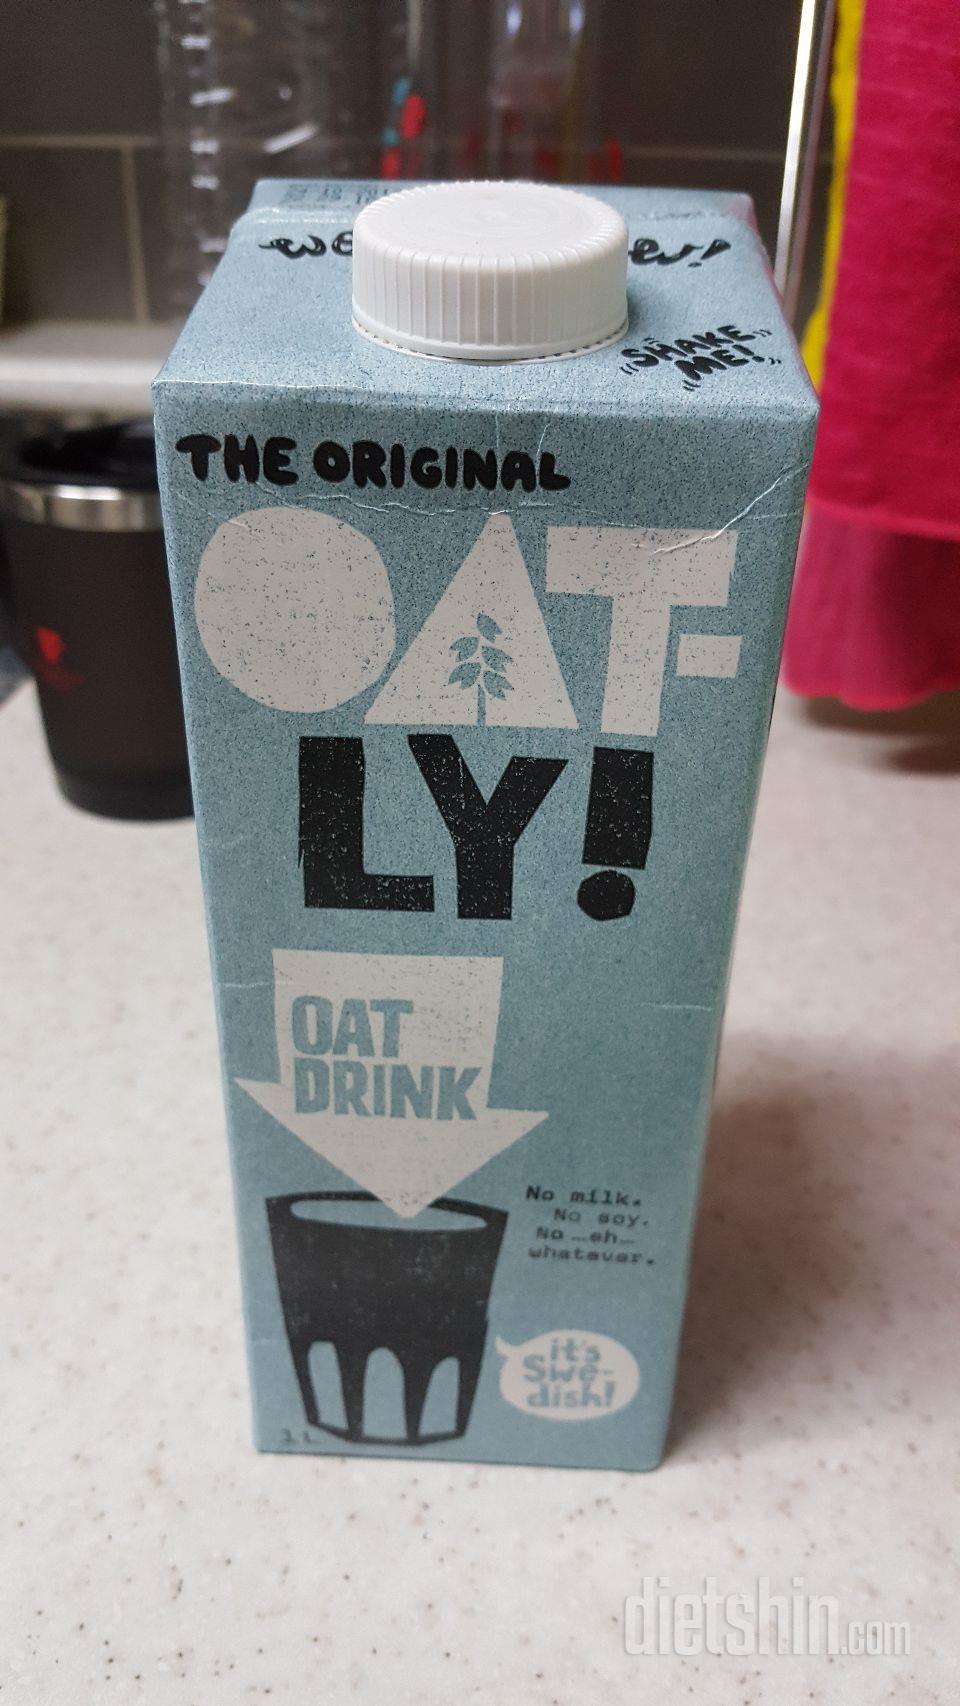 SHAKE
ME!
THE ORIGINAL
OAT-
LY!
OAT
DRINK
No milk.
No soy.
No …eh…
whatever.
it's
Swe-
dish!
1 L
dietshin.com